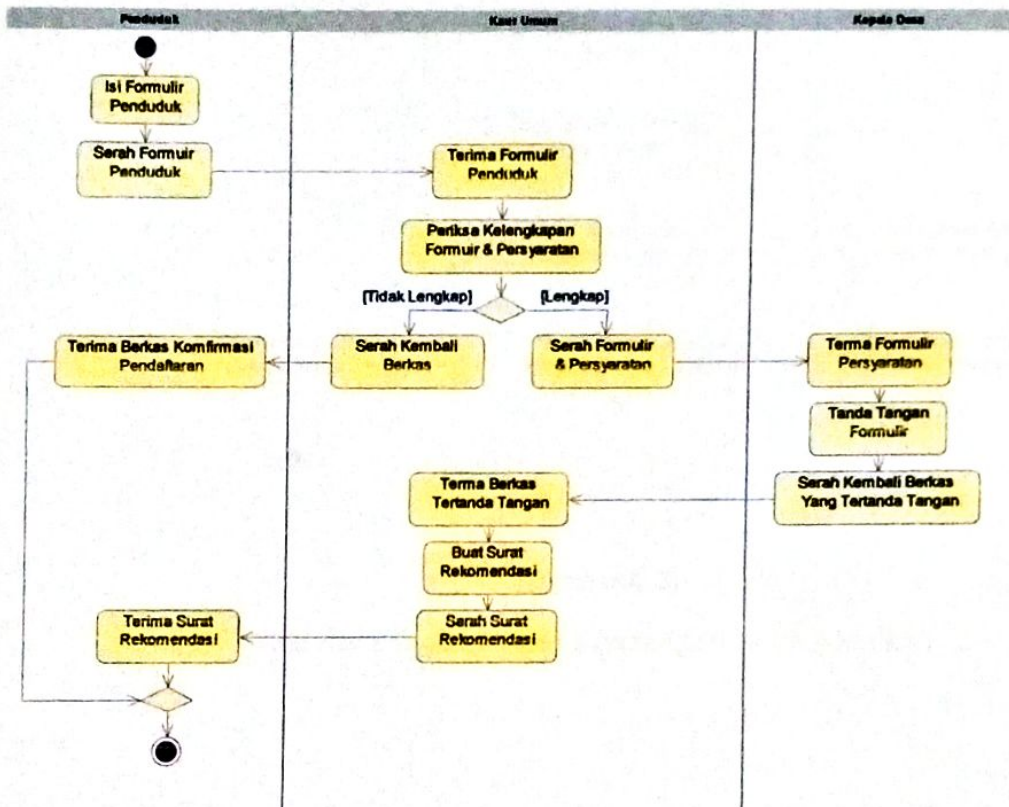 Penduduk
Kaur Umum
Kepala Desa
Isi Formulir
Penduduk
Serah Formuir
Penduduk
Terima Formulir
Penduduk
Periksa Kelengkapan
Formuir & Persyaratan
[Tidak Lengkap]
[Lengkap]
Terima Berkas Komfirmasi
Pendaftaran
Serah Kembali
Berkas
Serah Formulir
& Persyaratan
Terma Formulir
Persyaratan
Tanda Tangan
Formulir
Serah Kembali Berkas
Yang Tertanda Tangan
Terma Berkas
Tertanda Tangan
Buat Surat
Rekomendasi
Serah Surat
Rekomendasi
Terima Surat
Rekomendasi